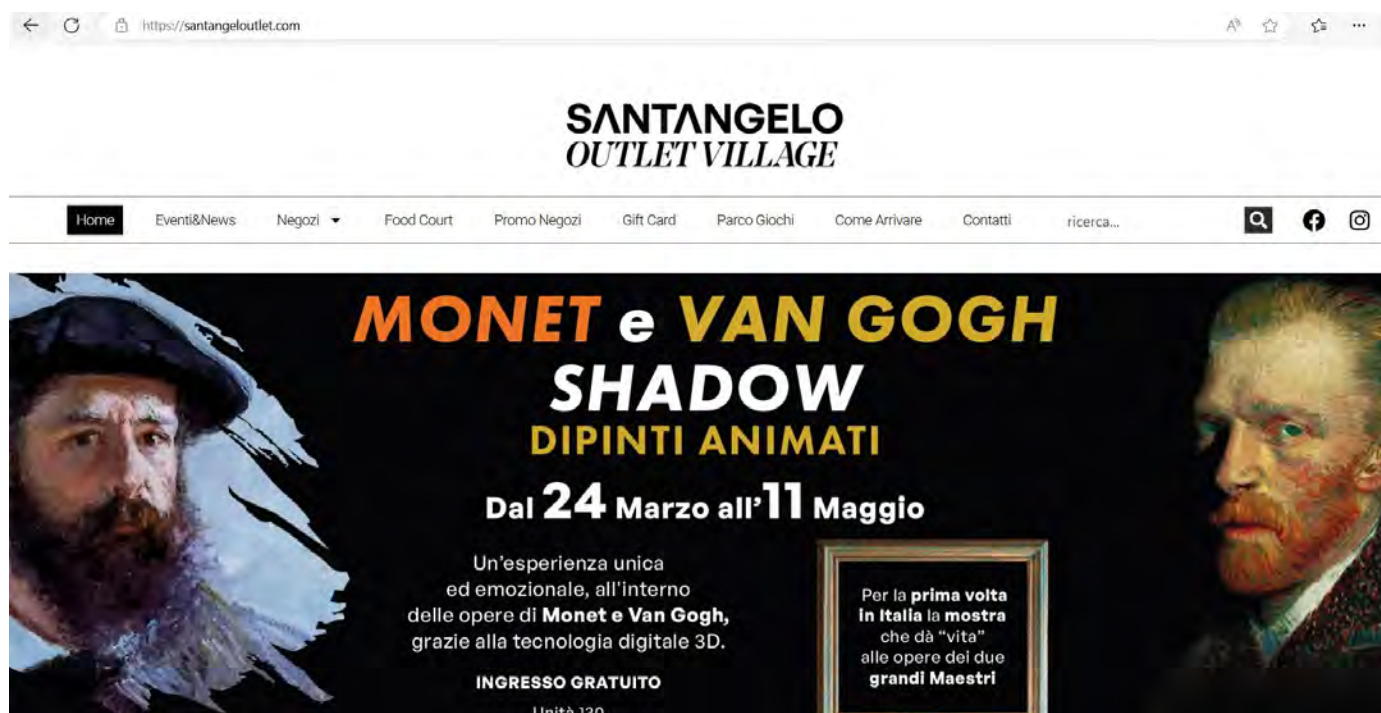 https://santangeloutlet.com
SANTANGELO
OUTLET VILLAGE
Home Eventi&News Negozi Food Court Promo Negozi Gift Card Parco Giochi Come Arrivare Contatti ricerca...
MONET e VAN GOGH
SHADOW
DIPINTI ANIMATI
Dal 24 Marzo all'11 Maggio
Un'esperienza unica
ed emozionale, all'interno
delle opere di Monet e Van Gogh,
grazie alla tecnologia digitale 3D.
INGRESSO GRATUITO
Unità 130
Per la prima volta
in Italia la mostra
che dà “vita”
alle opere dei due
grandi Maestri